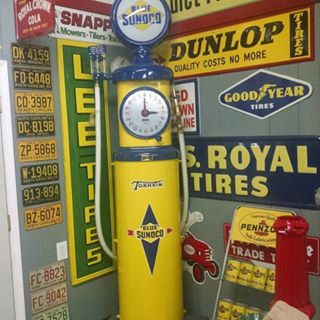 ROYAL CROWN
COLA
SNAPP
Mowers-Tillers-
BLUE
SUNOCO
DUNLOP
TIRES
QUALITY COSTS NO MORE
DK-4159
FD-6448
CD-3987
DC-8198
ZP-5868
W-19408
913-894
BZ-6074
FC-8823
FC-9042
LEE TIRES
GOOD YEAR
TIRES
S. ROYAL
TIRES
TOKHEIM
BLUE
SUNOCO
PENNZO
TRADE